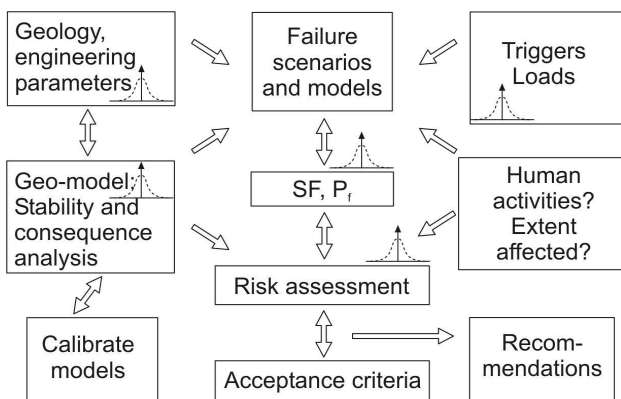 Geology,
engineering
parameters
Failure
scenarios
and models
Triggers
Loads
Geo-model:
Stability and
consequence
analysis
SF, Pf
Human
activities?
Extent
affected?
Risk assessment
Calibrate
models
Acceptance criteria
Recom-
mendations